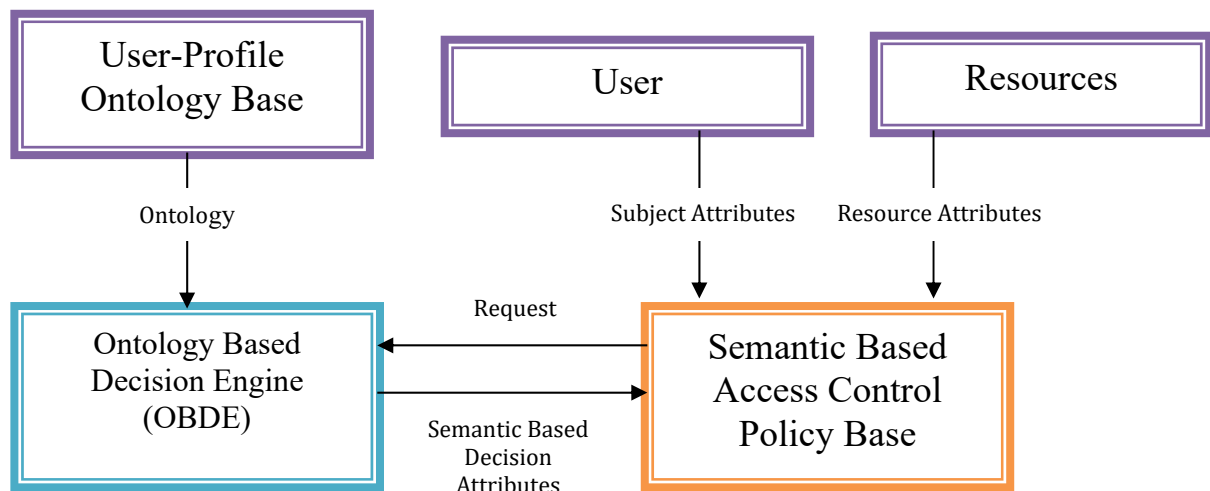 User-Profile
Ontology Base
User
Resources
Ontology
Subject Attributes
Resource Attributes
Request
Ontology Based
Decision Engine
(OBDE)
Semantic Based
Access Control
Policy Base
Semantic Based
Decision
Attributes